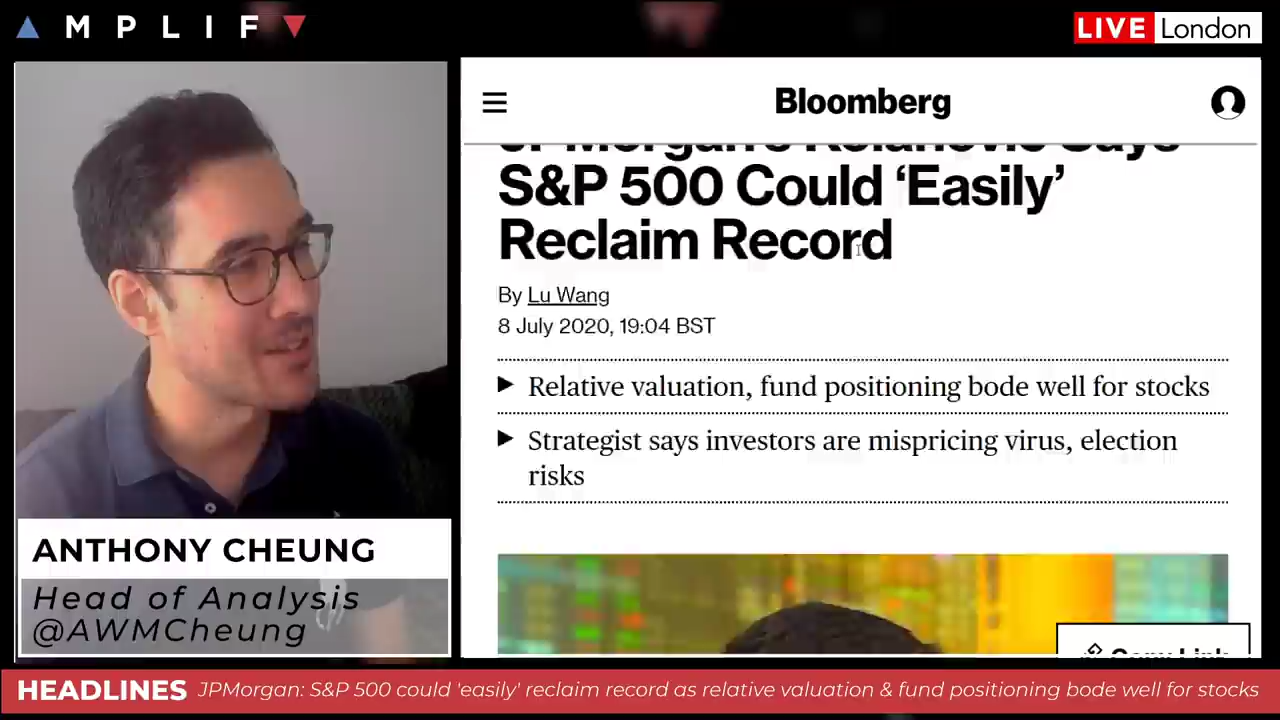 MPLIF
LIVE London
Bloomberg
S&P 500 Could ‘Easily’
Reclaim Record
By Lu Wang
8 July 2020, 19:04 BST
Relative valuation, fund positioning bode well for stocks
Strategist says investors are mispricing virus, election
risks
Copy Link
ANTHONY CHEUNG
Head of Analysis
@AWMCheung
HEADLINES JPMorgan: S&P 500 could 'easily' reclaim record as relative valuation & fund positioning bode well for stocks